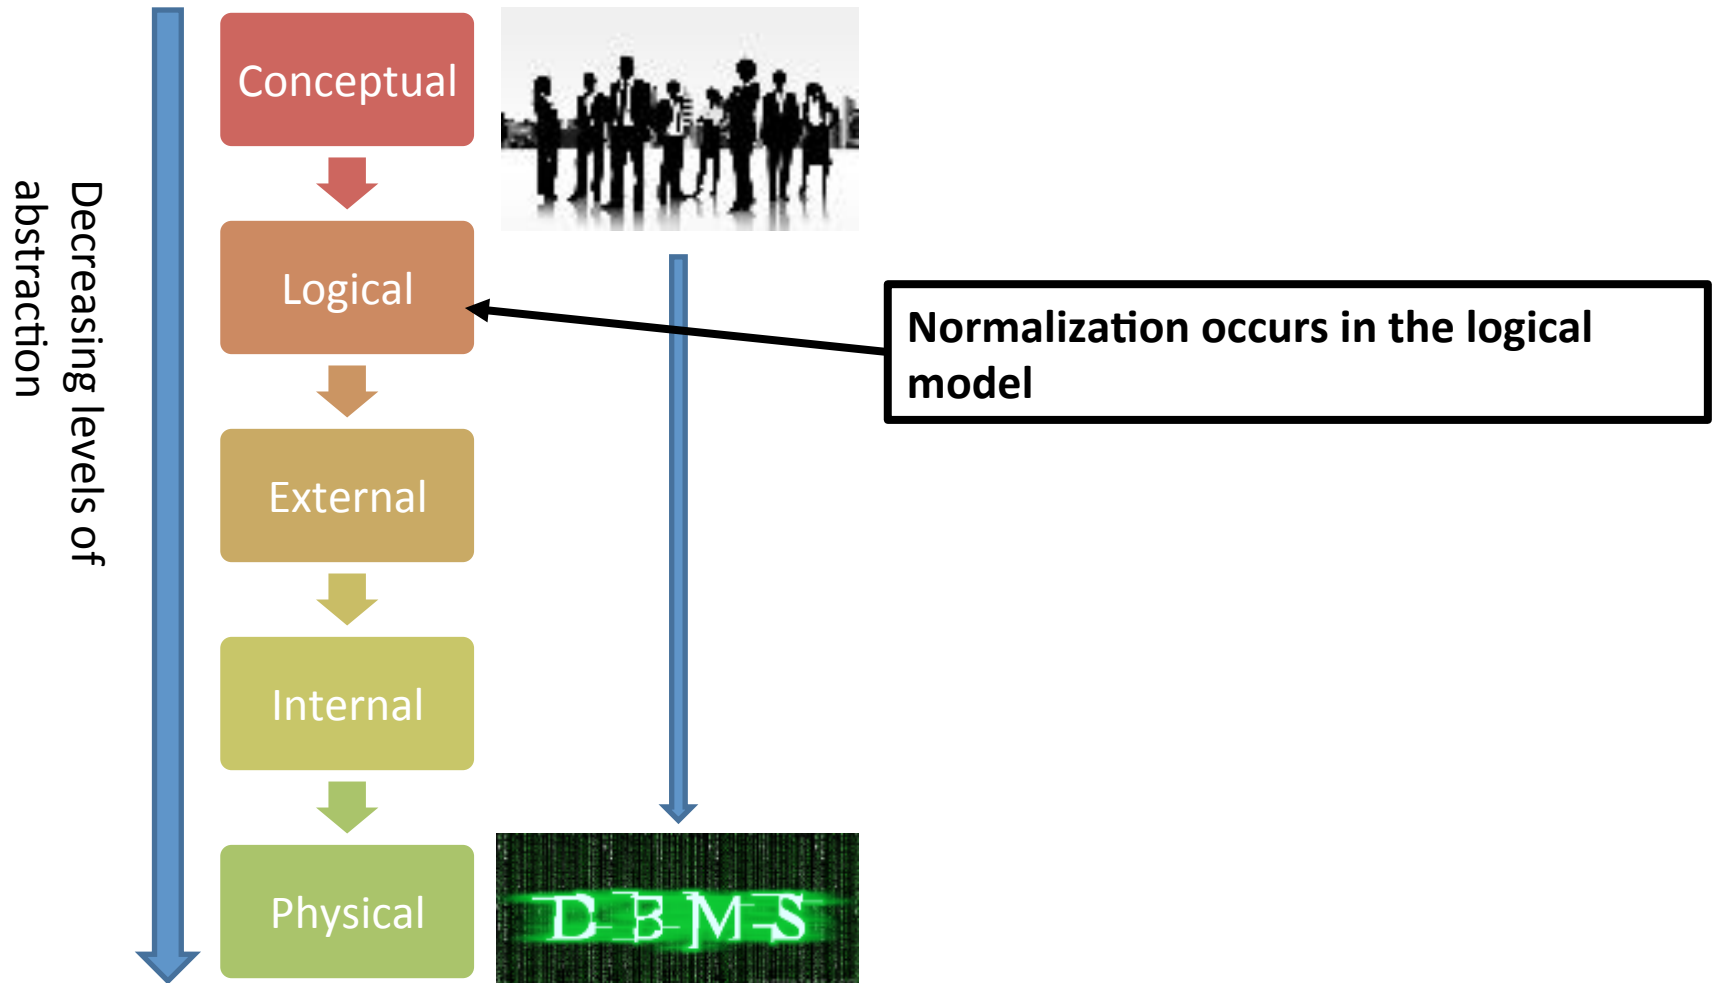 Decreasing levels of
abstraction
Conceptual
Logical
External
Internal
Physical
Normalization occurs in the logical
model
DBMS